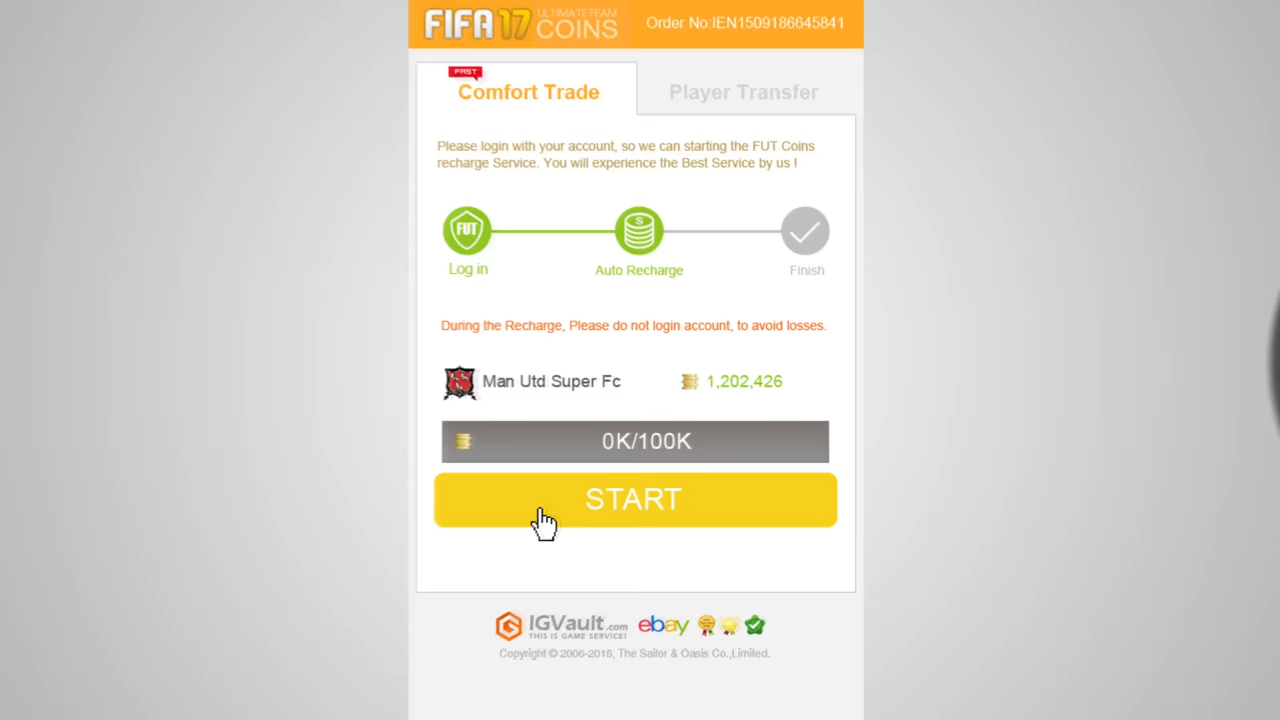 FIFA 17 ULTIMATE TEAM
COINS
Order No:IEN1509186645841
FAST
Comfort Trade
Player Transfer
Please login with your account, so we can starting the FUT Coins
recharge Service. You will experience the Best Service by us !
FUT
S
Log in
Auto Recharge
Finish
During the Recharge, Please do not login account, to avoid losses.
Man Utd Super Fc
1,202,426
0K/100K
START
IGVault.com
THIS IS GAME SERVICE!
ebay
Copyright © 2006-2015, The Sailor & Oasis Co.,Limited.